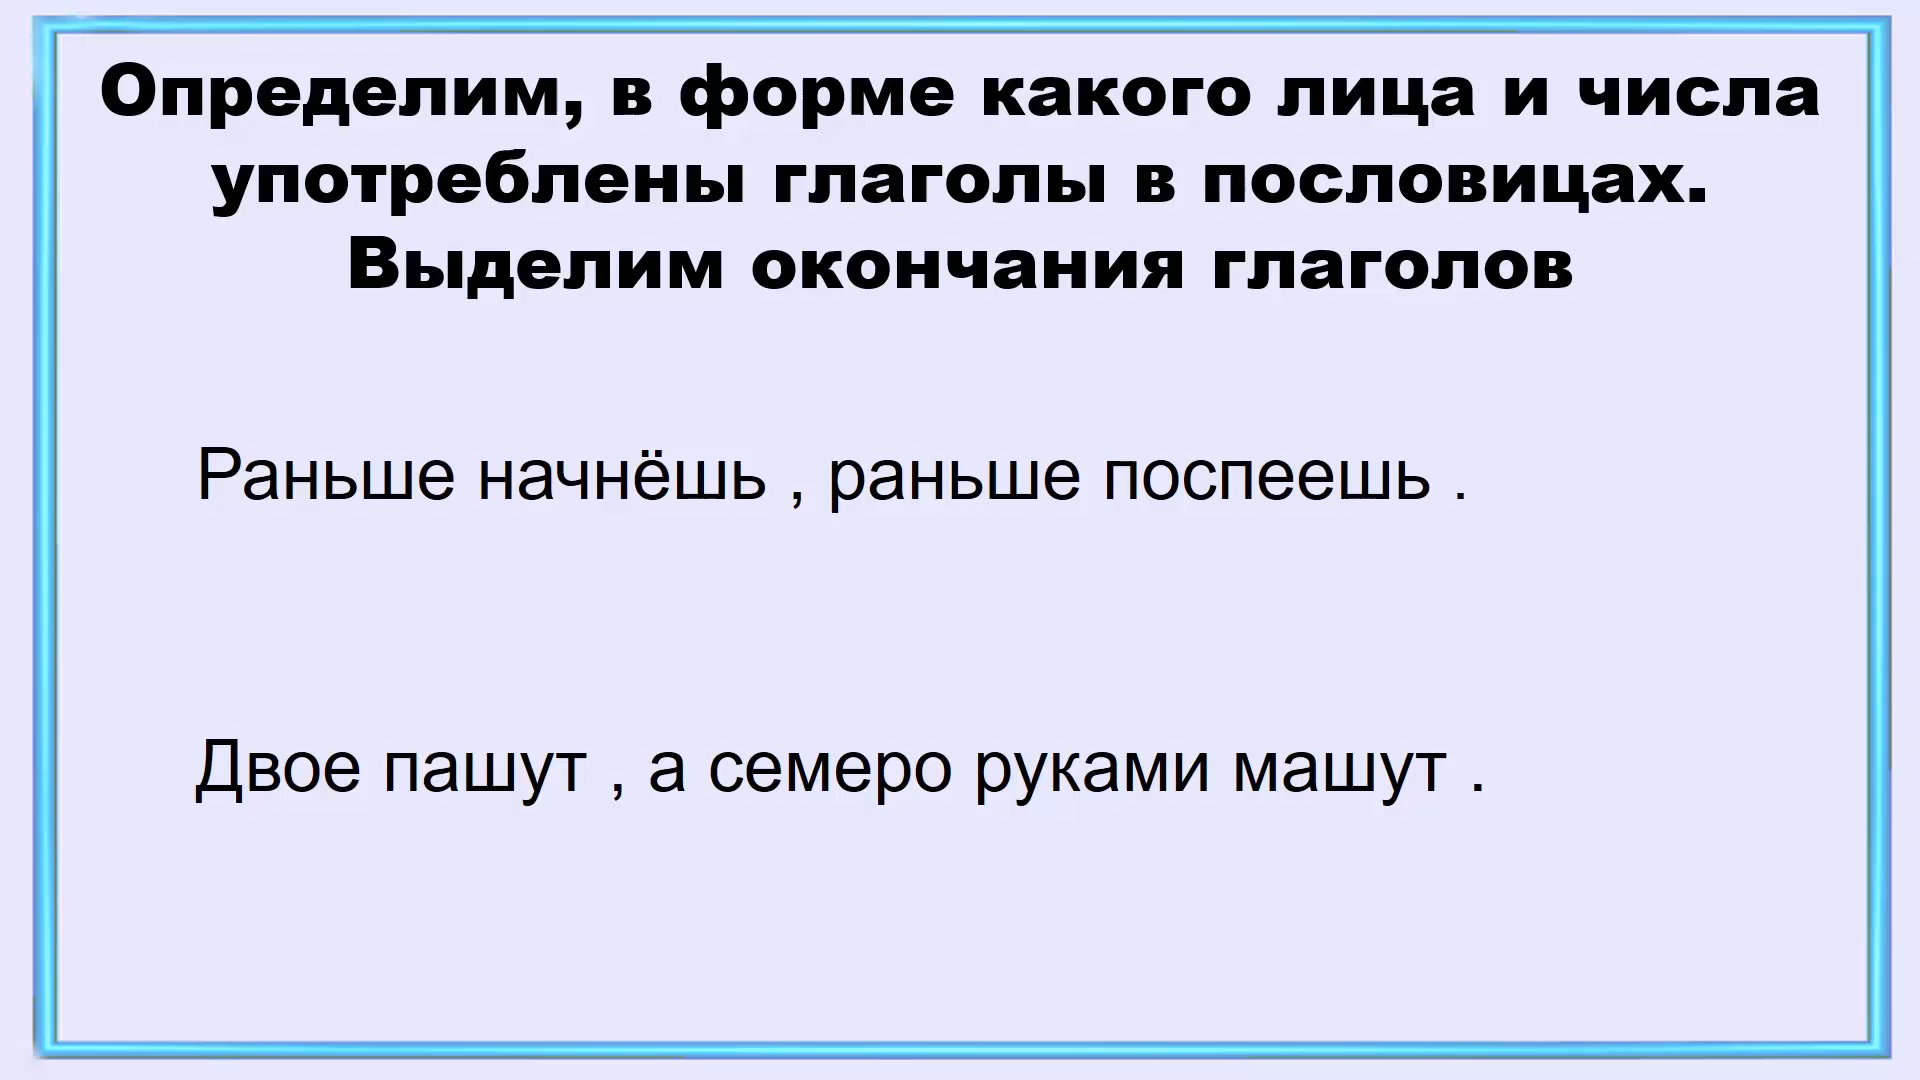 Определим, в форме какого лица и числа
употреблены глаголы в пословицах.
Выделим окончания глаголов
Раньше начнёшь , раньше поспеешь .
Двое пашут , а семеро руками машут .